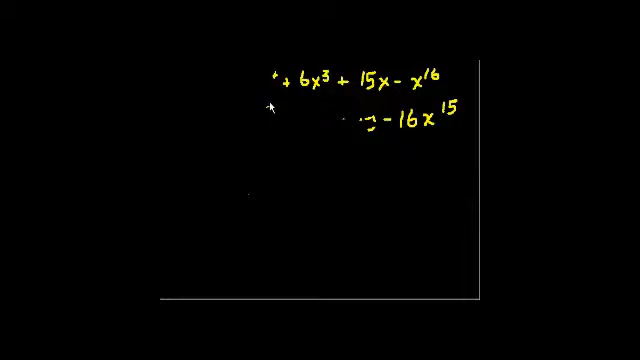 + 6x³ + 15x - x¹⁶
- 16x¹⁵